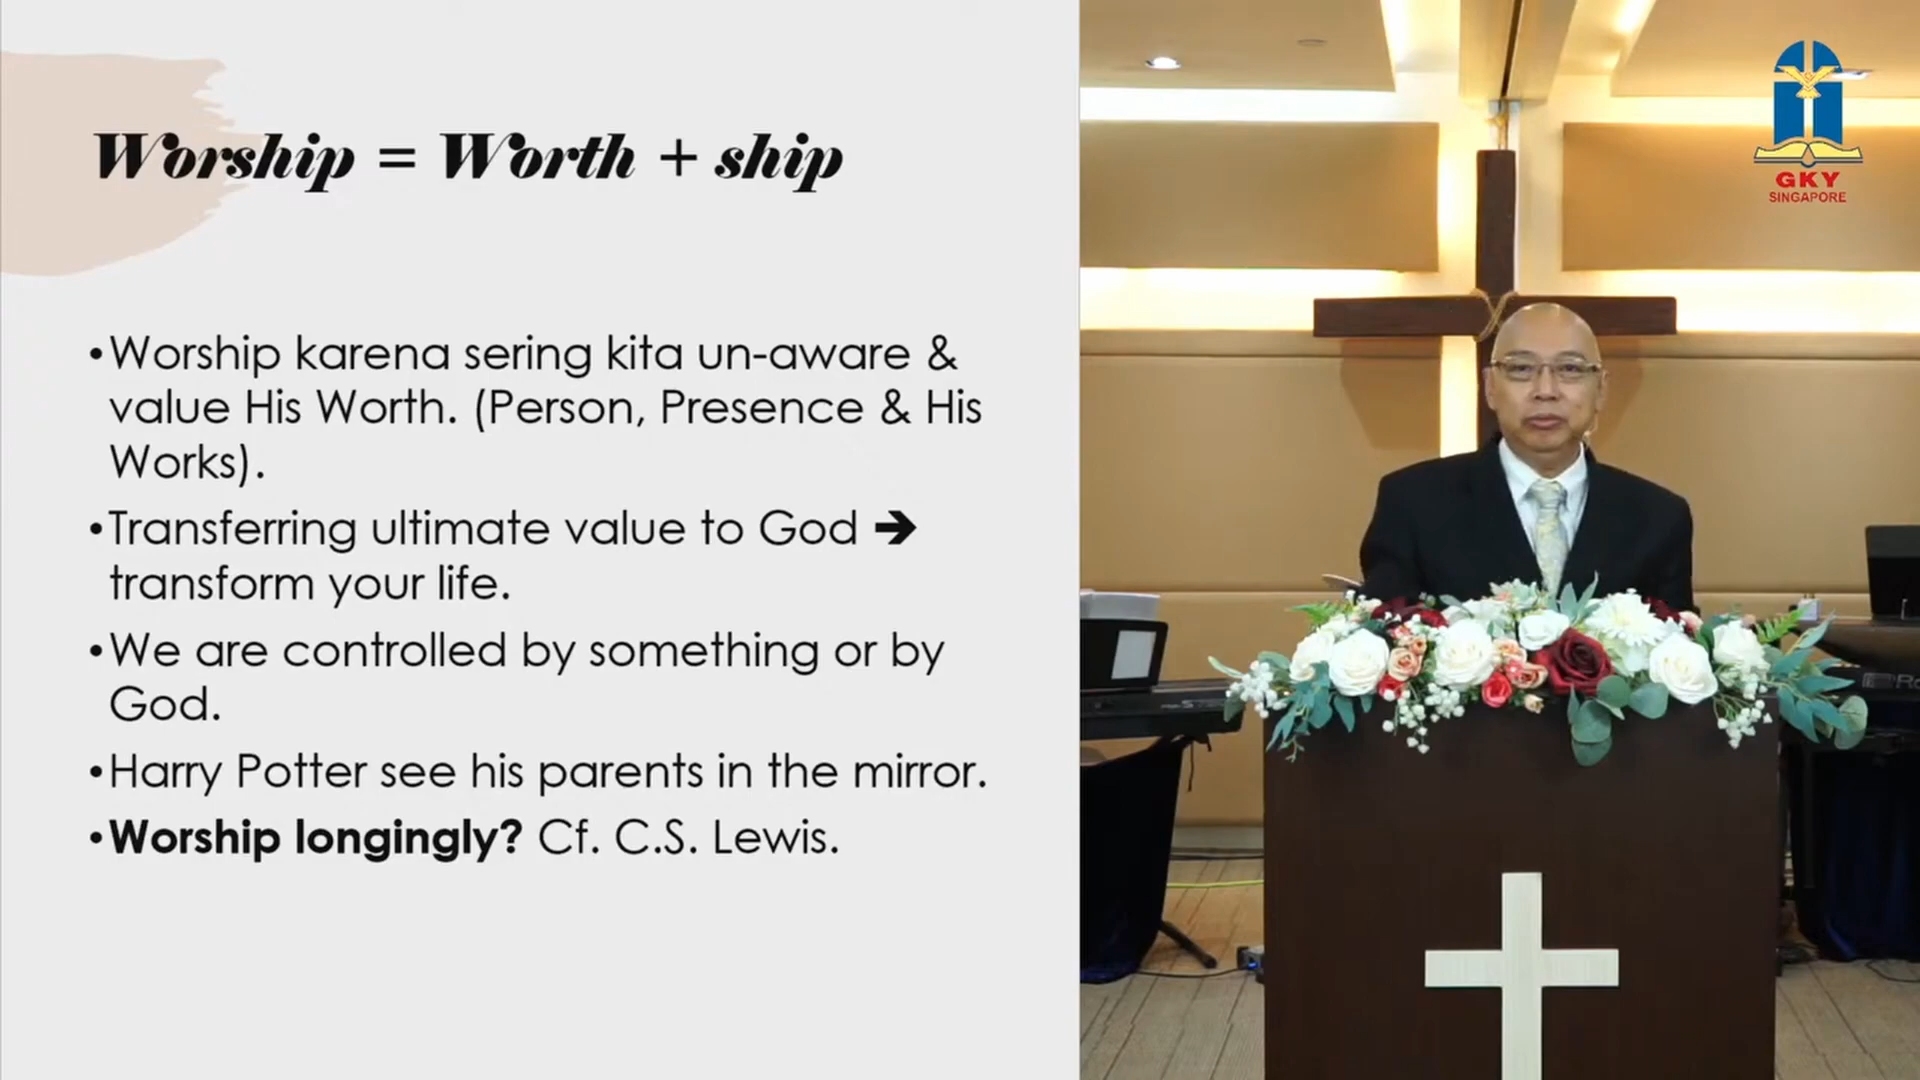 Worship = Worth + ship
•Worship karena sering kita un-aware &
value His Worth. (Person, Presence & His
Works).
•Transferring ultimate value to God ➔
transform your life.
•We are controlled by something or by
God.
•Harry Potter see his parents in the mirror.
•Worship longingly? Cf. C.S. Lewis.
GKY
SINGAPORE